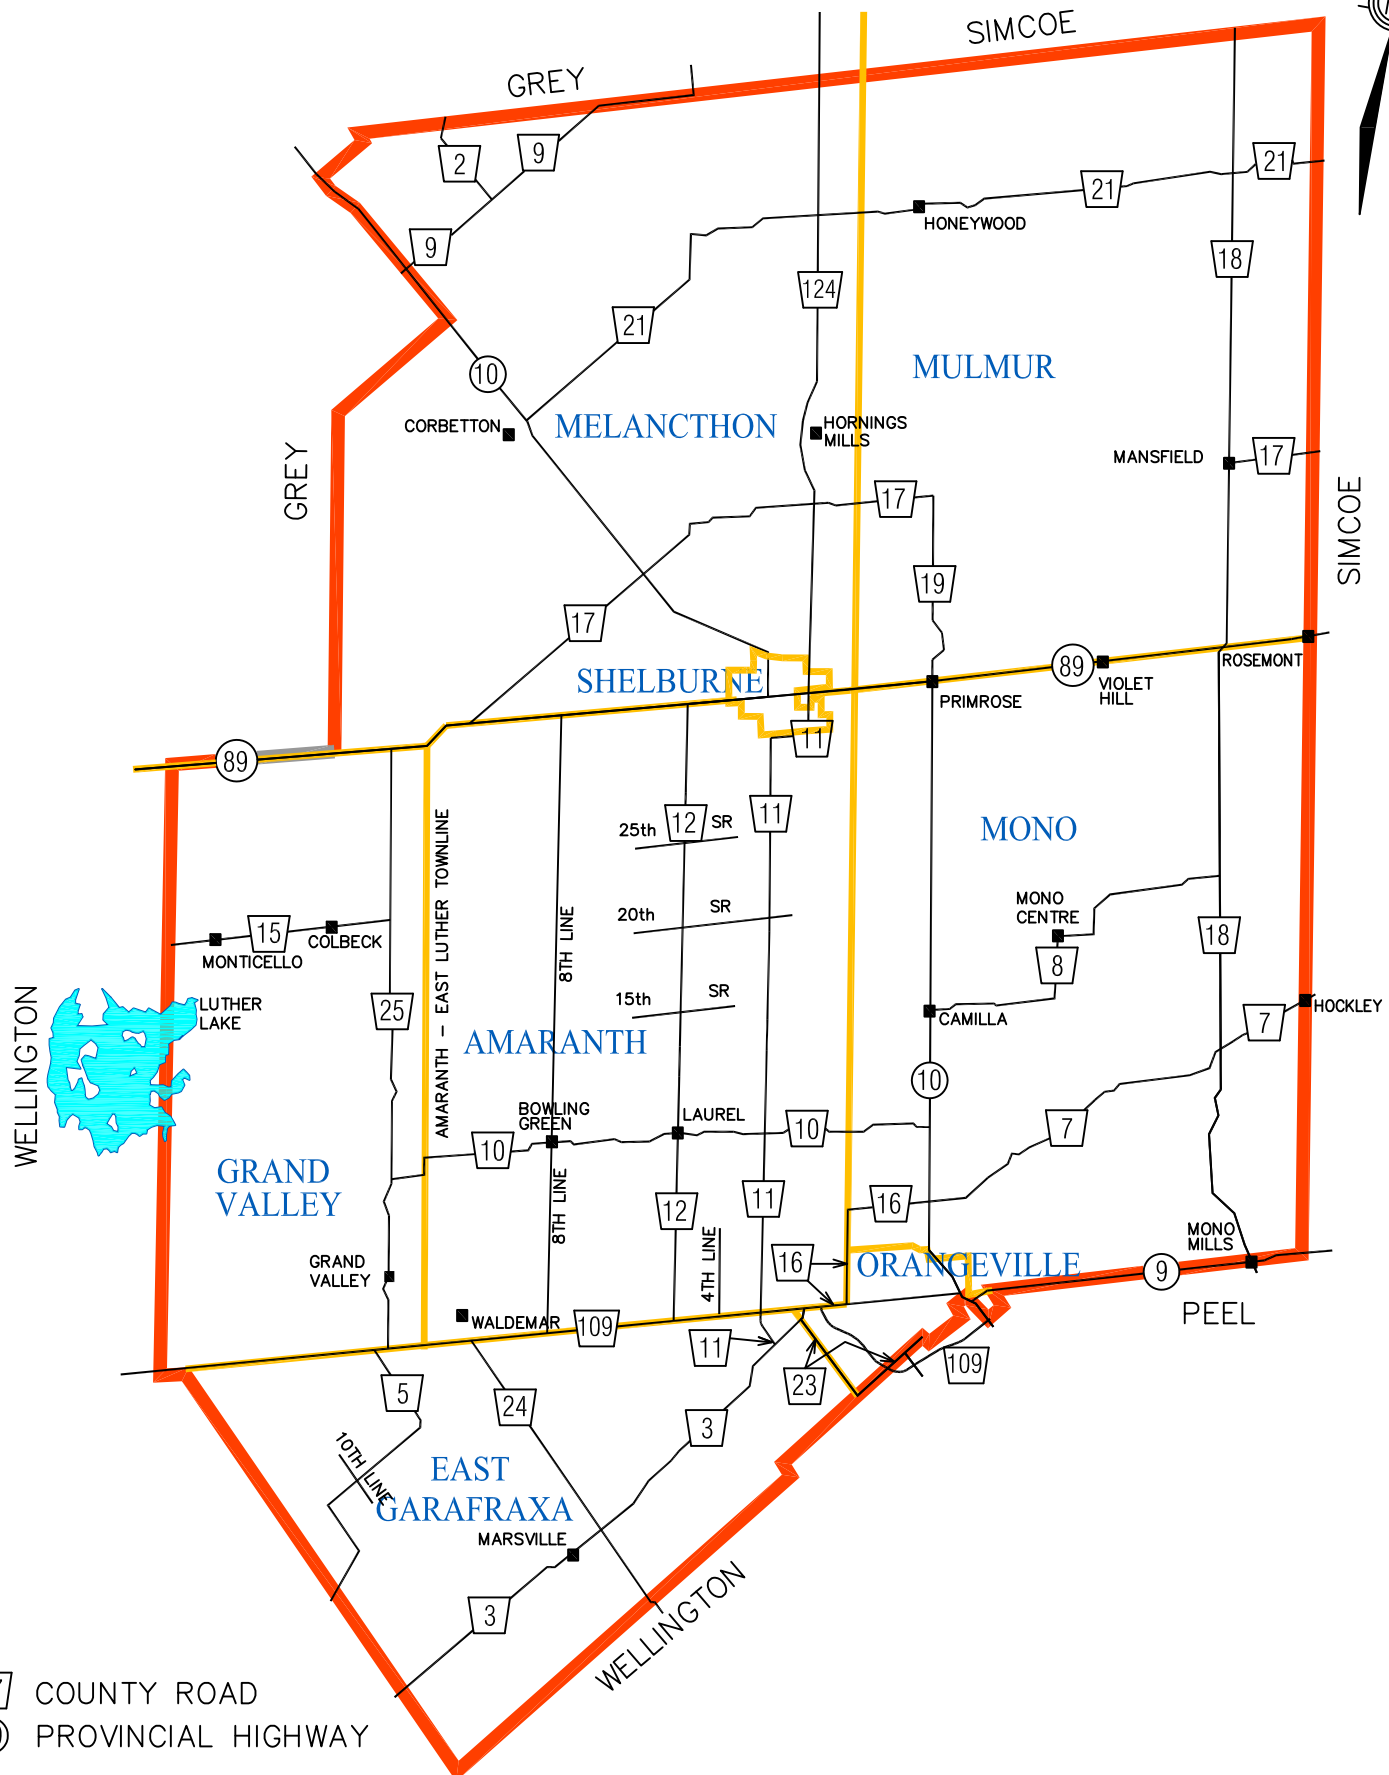 SIMCOE
GREY
2
9
21
21
9
HONEYWOOD
18
124
21
MULMUR
10
CORBETTON
MELANCTHON
HORNINGS
MILLS
MANSFIELD
17
GREY
17
SIMCOE
19
17
SHELBURNE
89
VIOLET
HILL
ROSEMONT
PRIMROSE
11
89
11
12
25th SR
MONO
AMARANTH – EAST LUTHER TOWNLINE
8TH LINE
20th SR
MONO
CENTRE
15
COLBECK
MONTICELLO
18
8
WELLINGTON
LUTHER
LAKE
25
15th SR
HOCKLEY
7
CAMILLA
AMARANTH
10
BOWLING
GREEN
LAUREL
10
10
7
GRAND
VALLEY
8TH LINE
12
11
16
4TH LINE
MONO
MILLS
GRAND
VALLEY
16
ORANGEVILLE
9
WALDEMAR
109
PEEL
11
109
23
5
24
3
10TH LINE
EAST
GARAFRAXA
MARSVILLE
3
WELLINGTON
COUNTY ROAD
PROVINCIAL HIGHWAY